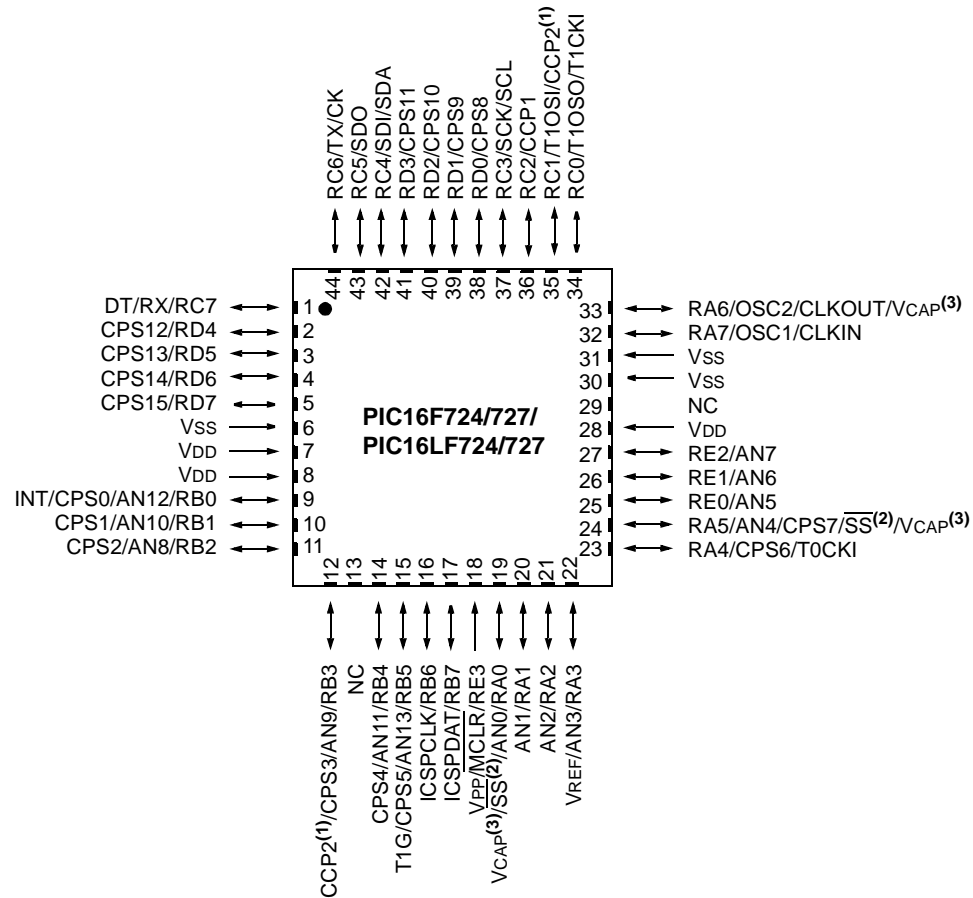 RC6/TX/CK
RC5/SDO
RC4/SDI/SDA
RD3/CPS11
RD2/CPS10
RD1/CPS9
RD0/CPS8
RC3/SCK/SCL
RC2/CCP1
RC1/T1OSI/CCP2(1)
RC0/T1OSO/T1CKI
44
43
42
41
40
39
38
37
36
35
34
DT/RX/RC7 1
CPS12/RD4 2
CPS13/RD5 3
CPS14/RD6 4
CPS15/RD7 5
VSS 6
VDD 7
VDD 8
INT/CPS0/AN12/RB0 9
CPS1/AN10/RB1 10
CPS2/AN8/RB2 11
PIC16F724/727/
PIC16LF724/727
33 RA6/OSC2/CLKOUT/VCAP(3)
32 RA7/OSC1/CLKIN
31 VSS
30 VSS
29 NC
28 VDD
27 RE2/AN7
26 RE1/AN6
25 RE0/AN5
24 RA5/AN4/CPS7/SS(2)/VCAP(3)
23 RA4/CPS6/T0CKI
12
13
14
15
16
17
18
19
20
21
22
CCP2(1)/CPS3/AN9/RB3
NC
CPS4/AN11/RB4
T1G/CPS5/AN13/RB5
ICSPCLK/RB6
ICSPDAT/RB7
VPP/MCLR/RE3
VCAP(3)/SS(2)/AN0/RA0
AN1/RA1
AN2/RA2
VREF/AN3/RA3